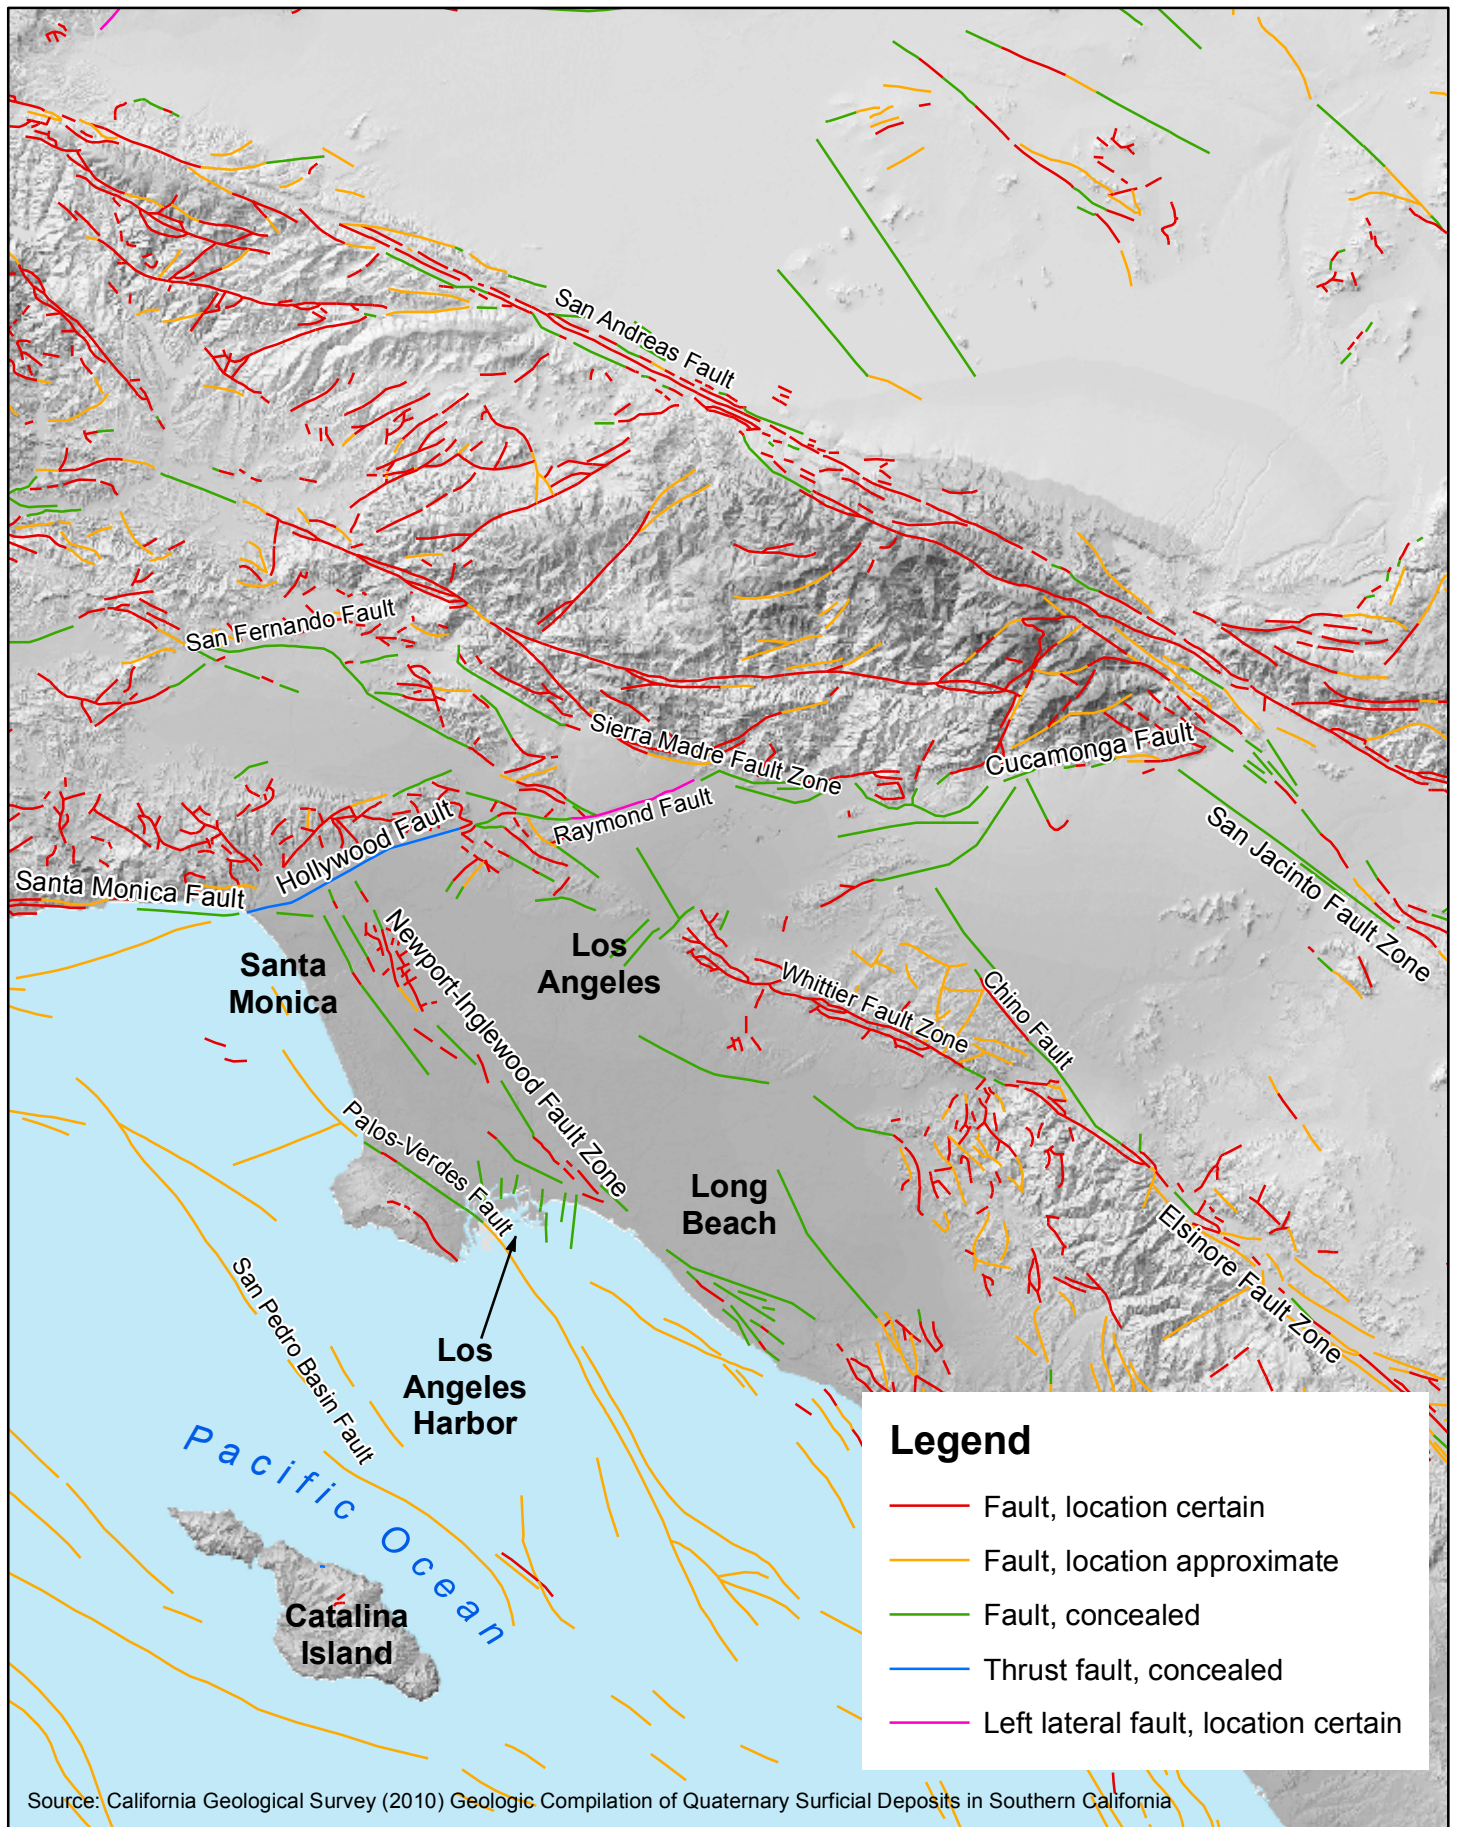 San Andreas Fault
San Fernando Fault
Sierra Madre Fault Zone
Cucamonga Fault
Raymond Fault
Hollywood Fault
San Jacinto Fault Zone
Santa Monica Fault
Newport-Inglewood Fault Zone
Los
Angeles
Santa
Monica
Whittier Fault Zone
Chino Fault
Palos-Verdes Fault
Long
Beach
Elsinore Fault Zone
San Pedro Basin Fault
Los
Angeles
Harbor
Pacific Ocean
Catalina
Island
Legend
Fault, location certain
Fault, location approximate
Fault, concealed
Thrust fault, concealed
Left lateral fault, location certain
Source: California Geological Survey (2010) Geologic Compilation of Quaternary Surficial Deposits in Southern California